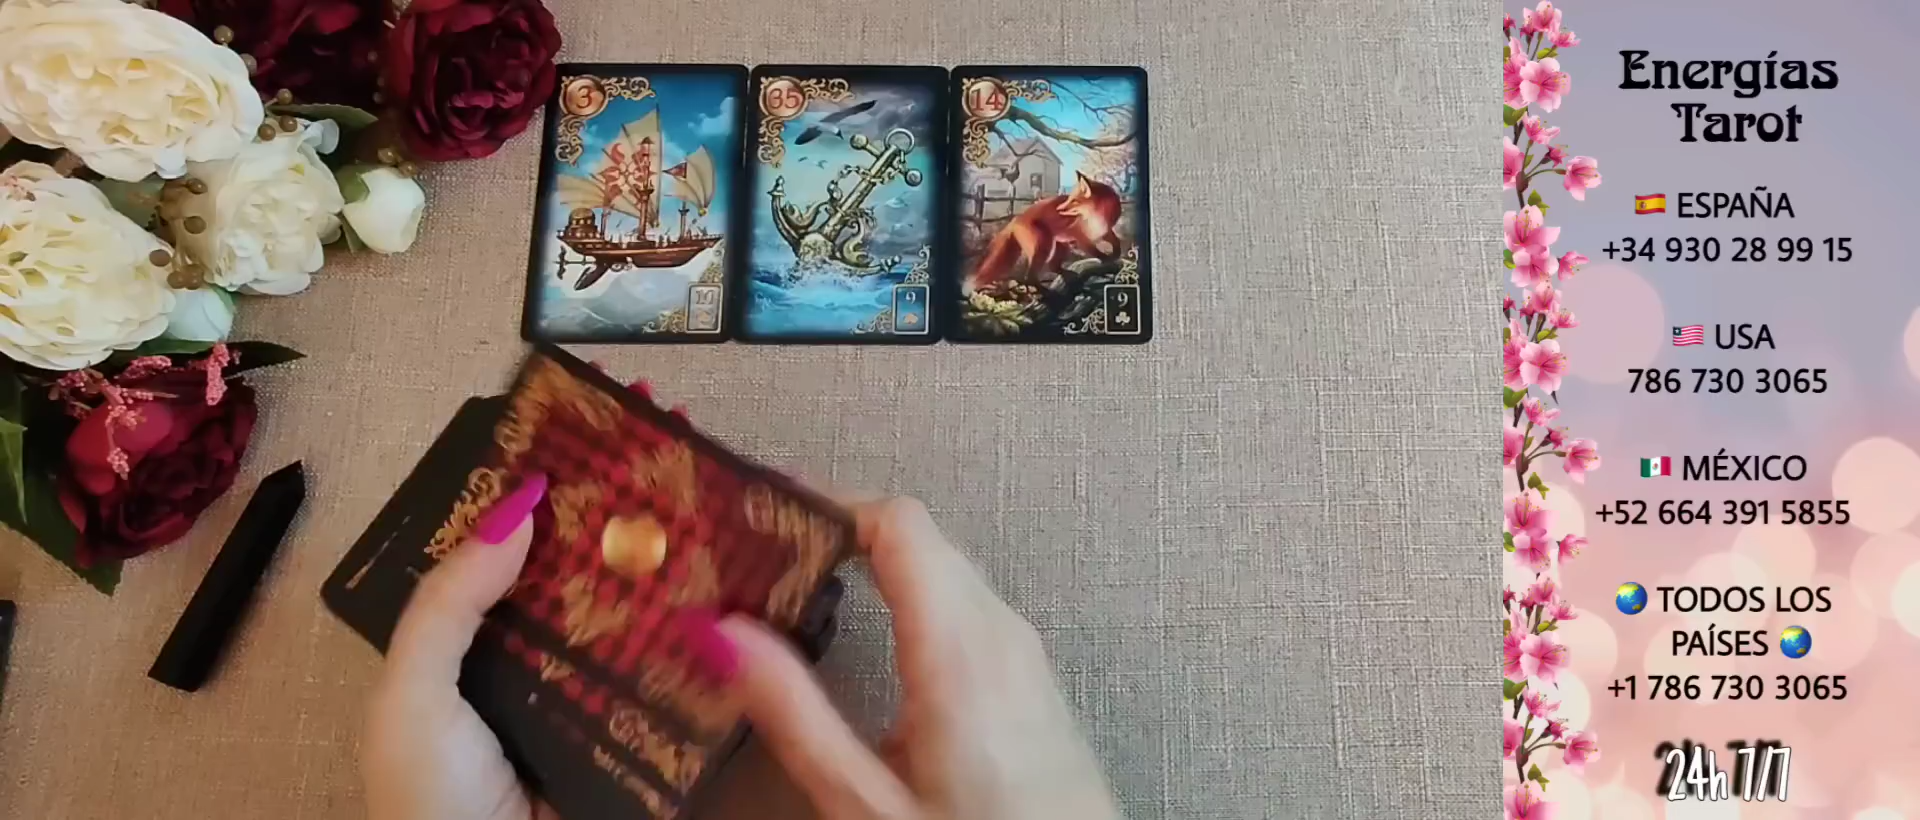 3
10
35
9
14
9
Energías
Tarot
ESPAÑA
+34 930 28 99 15
USA
786 730 3065
MÉXICO
+52 664 391 5855
TODOS LOS
PAÍSES
+1 786 730 3065
24h 7/7